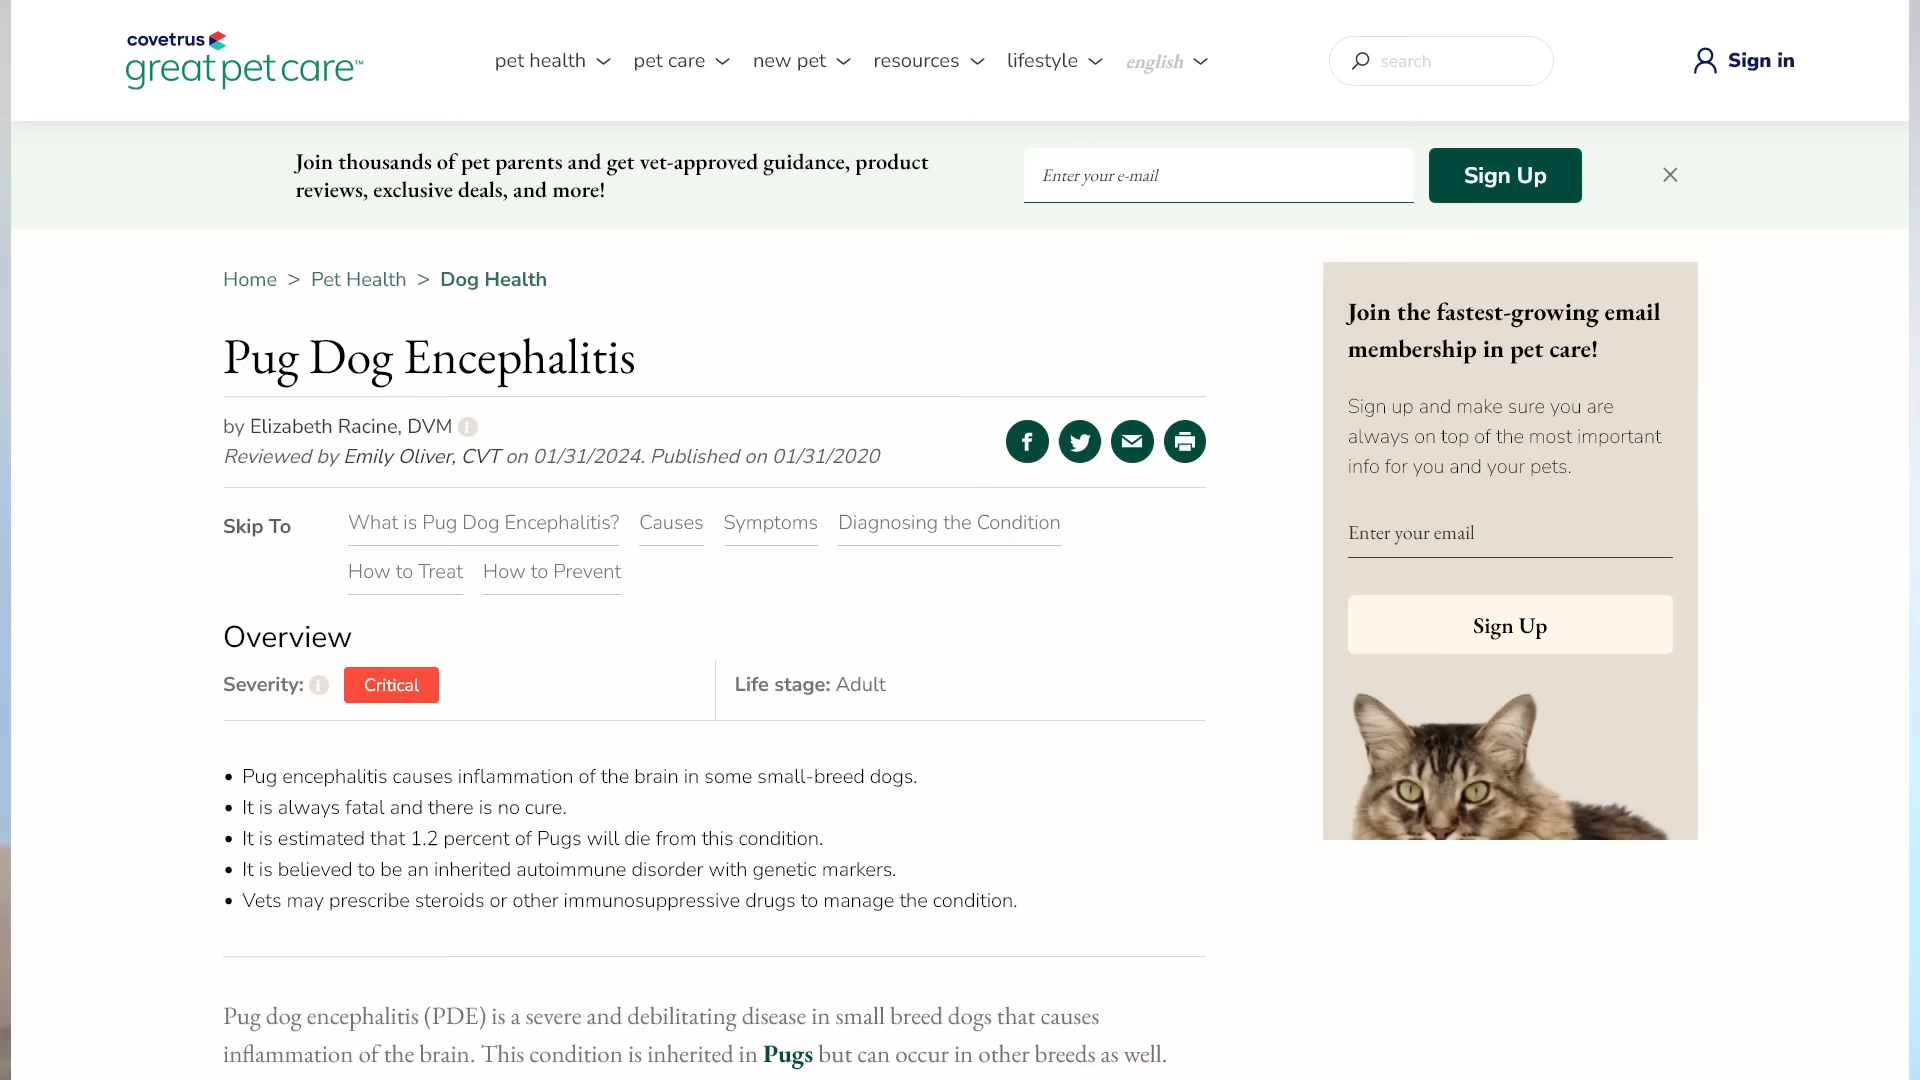 covetrus
great pet care™
pet health
pet care
new pet
resources
lifestyle
english
search
Sign in
Join thousands of pet parents and get vet-approved guidance, product
reviews, exclusive deals, and more!
Enter your e-mail
Sign Up
Home > Pet Health > Dog Health
Pug Dog Encephalitis
by Elizabeth Racine, DVM
Reviewed by Emily Oliver, CVT on 01/31/2024. Published on 01/31/2020
Skip To
What is Pug Dog Encephalitis? Causes Symptoms Diagnosing the Condition
How to Treat How to Prevent
Overview
Severity: Critical
Life stage: Adult
• Pug encephalitis causes inflammation of the brain in some small-breed dogs.
• It is always fatal and there is no cure.
• It is estimated that 1.2 percent of Pugs will die from this condition.
• It is believed to be an inherited autoimmune disorder with genetic markers.
• Vets may prescribe steroids or other immunosuppressive drugs to manage the condition.
Pug dog encephalitis (PDE) is a severe and debilitating disease in small breed dogs that causes
inflammation of the brain. This condition is inherited in Pugs but can occur in other breeds as well.
Join the fastest-growing email
membership in pet care!
Sign up and make sure you are
always on top of the most important
info for you and your pets.
Enter your email
Sign Up